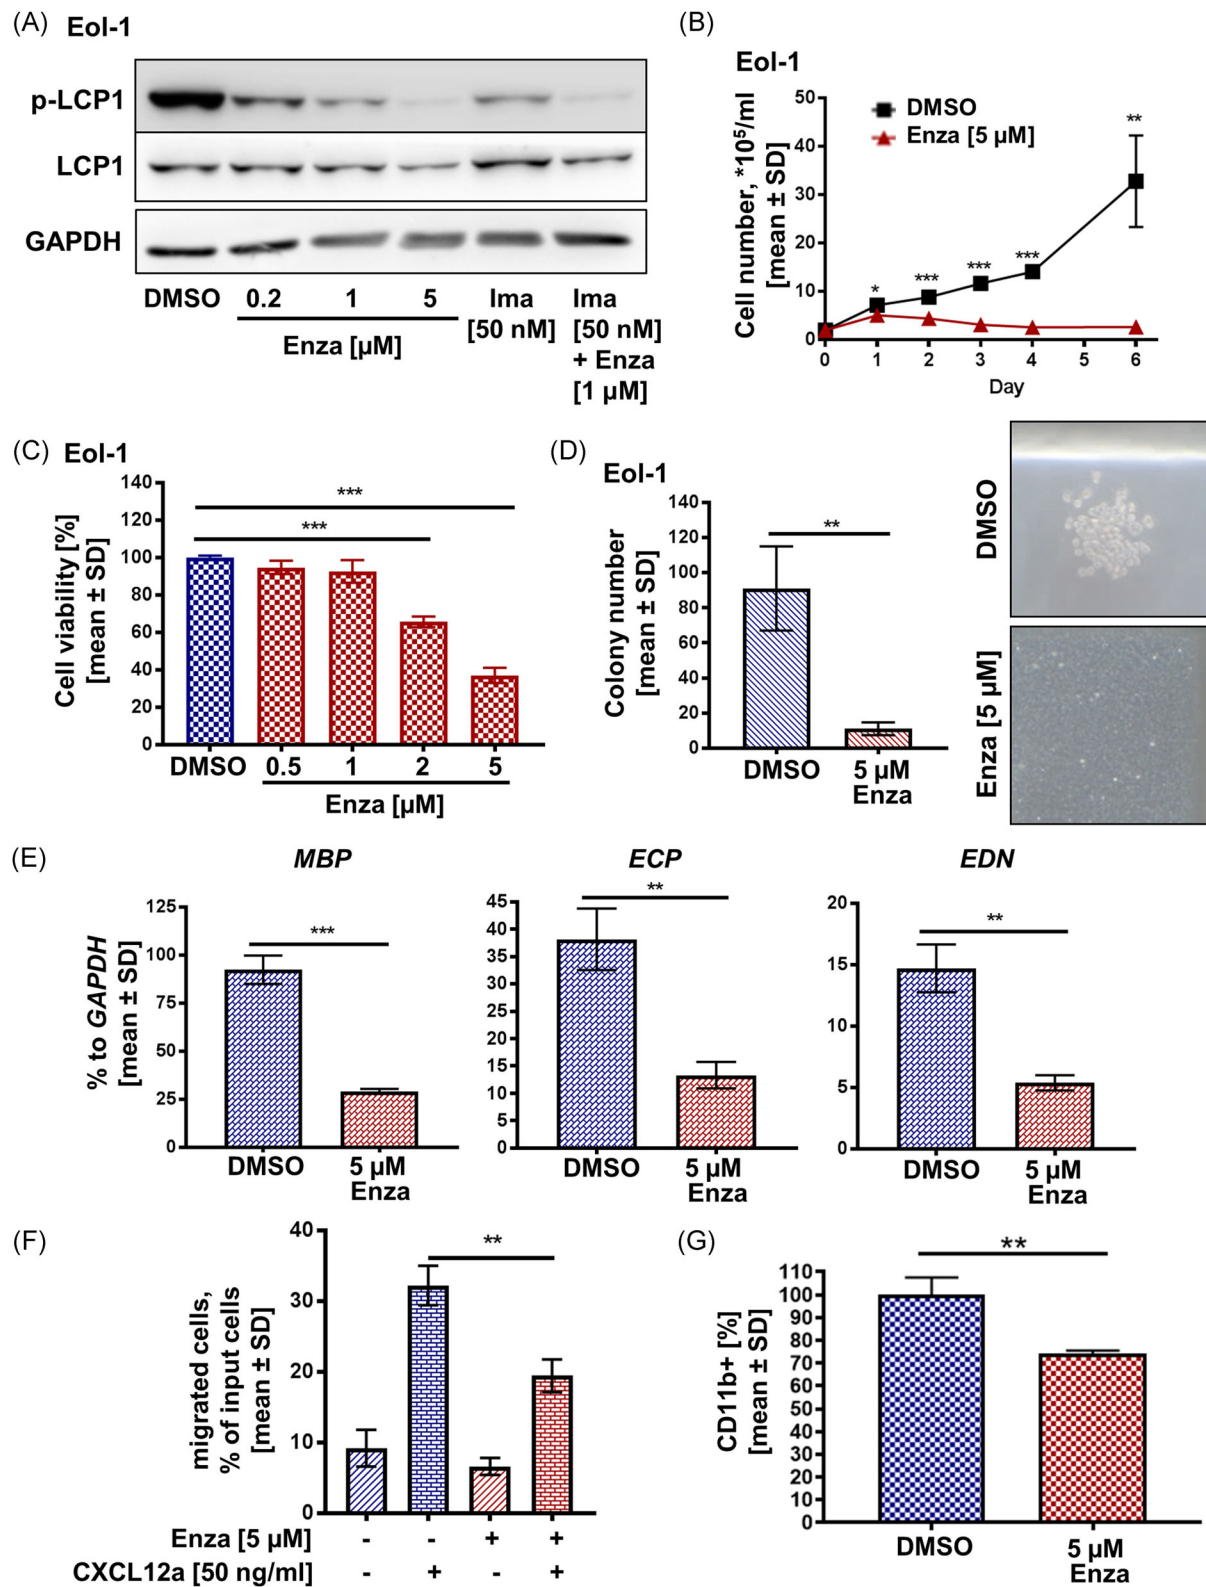 (A) Eol-1
p-LCP1
LCP1
GAPDH
DMSO 0.2 1 5 Ima Ima
[50 nM] [50 nM]
Enza [µM] + Enza
[1 µM]
(B)
Eol-1
Cell number, *10⁵/ml
[mean ± SD]
50
40
30
20
10
0
DMSO
Enza [5 µM]
* *** *** *** **
0 1 2 3 4 5 6
Day
(C) Eol-1
Cell viability [%]
[mean ± SD]
140
120
100
80
60
40
20
0
***
***
DMSO 0.5 1 2 5
Enza [µM]
(D)
Eol-1
Colony number
[mean ± SD]
140
120
100
80
60
40
20
0
**
DMSO 5 µM
Enza
DMSO
Enza [5 µM]
(E)
% to GAPDH
[mean ± SD]
MBP
125
100
75
50
25
0
***
DMSO 5 µM
Enza
ECP
45
40
35
30
25
20
15
10
5
0
**
DMSO 5 µM
Enza
EDN
20
15
10
5
0
**
DMSO 5 µM
Enza
(F)
migrated cells,
% of input cells
[mean ± SD]
40
30
20
10
0
**
Enza [5 µM] - - + +
CXCL12a [50 ng/ml] - + - +
(G)
CD11b+ [%]
[mean ± SD]
110
100
90
80
70
60
50
40
30
20
10
0
**
DMSO 5 µM
Enza